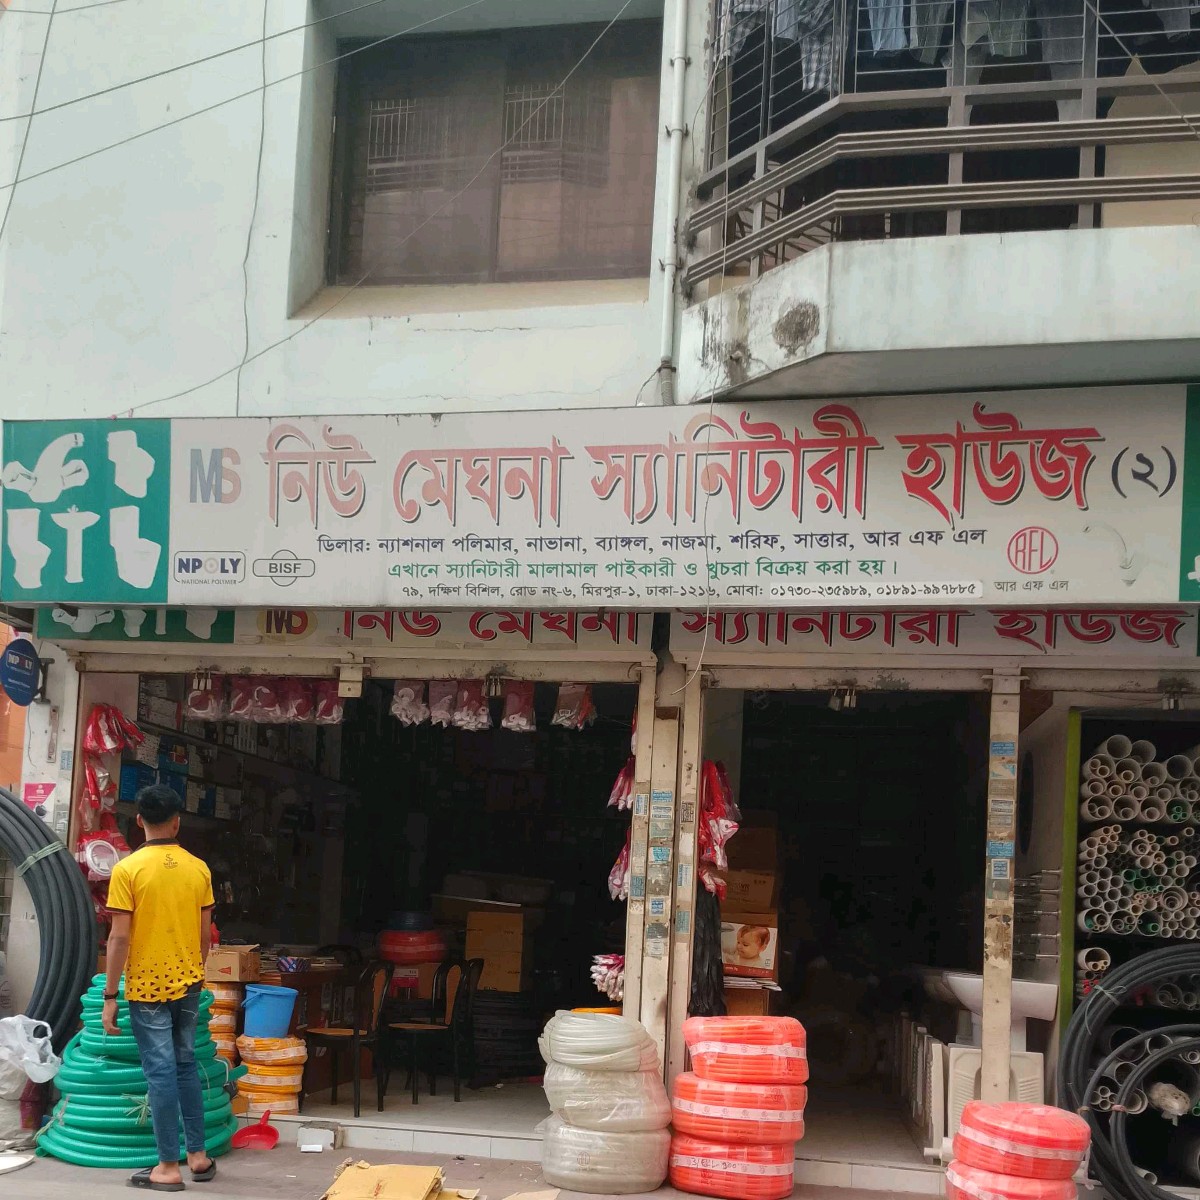 MS নিউ মেঘনা স্যানিটারী হাউজ (২)
ডিলার: ন্যাশনাল পলিমার, নাভানা, ব্যাঙ্গল, নাজমা, শরিফ, সাত্তার, আর এফ এল
NPOLY
NATIONAL POLYMER
BISF
এখানে স্যানিটারী মালামাল পাইকারী ও খুচরা বিক্রয় করা হয়।
৭৯, দক্ষিণ বিশিল, রোড নং-৬, মিরপুর-১, ঢাকা-১২১৬, মোবা: ০১৭৩০-২৩৫৯৮৯, ০১৮৯১-৯৯৭৮৮৫
RFL
আর এফ এল
নিউ মেঘনা স্যানিটারী হাউজ
NPOLY